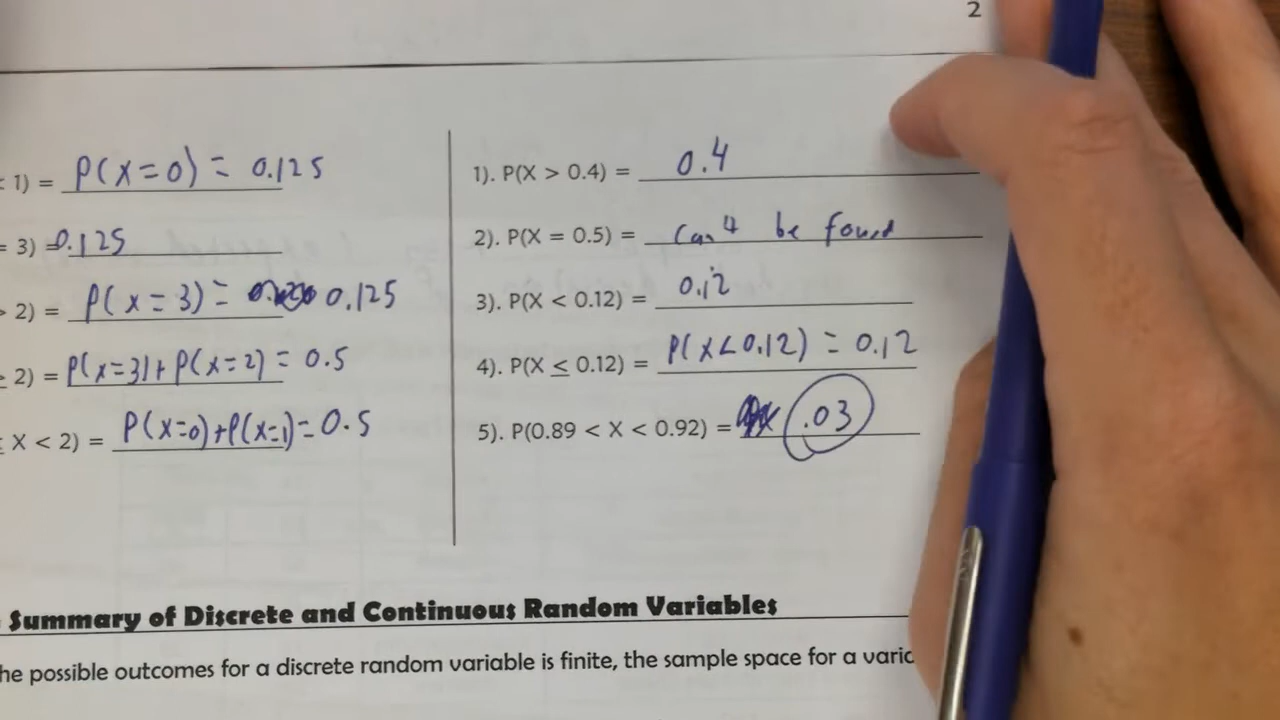 2
< 1) = P(X=0) = 0.125
= 3) = 0.125
> 2) = P(X=3) = 0.125
≥ 2) = P(X=3)+P(X=2) = 0.5
≤ X < 2) = P(X=0)+P(X=1)=0.5
1). P(X > 0.4) = 0.4
2). P(X = 0.5) = Can't be found
3). P(X < 0.12) = 0.12
4). P(X ≤ 0.12) = P(X<0.12) = 0.12
5). P(0.89 < X < 0.92) = .03
Summary of Discrete and Continuous Random Variables
he possible outcomes for a discrete random variable is finite, the sample space for a varia